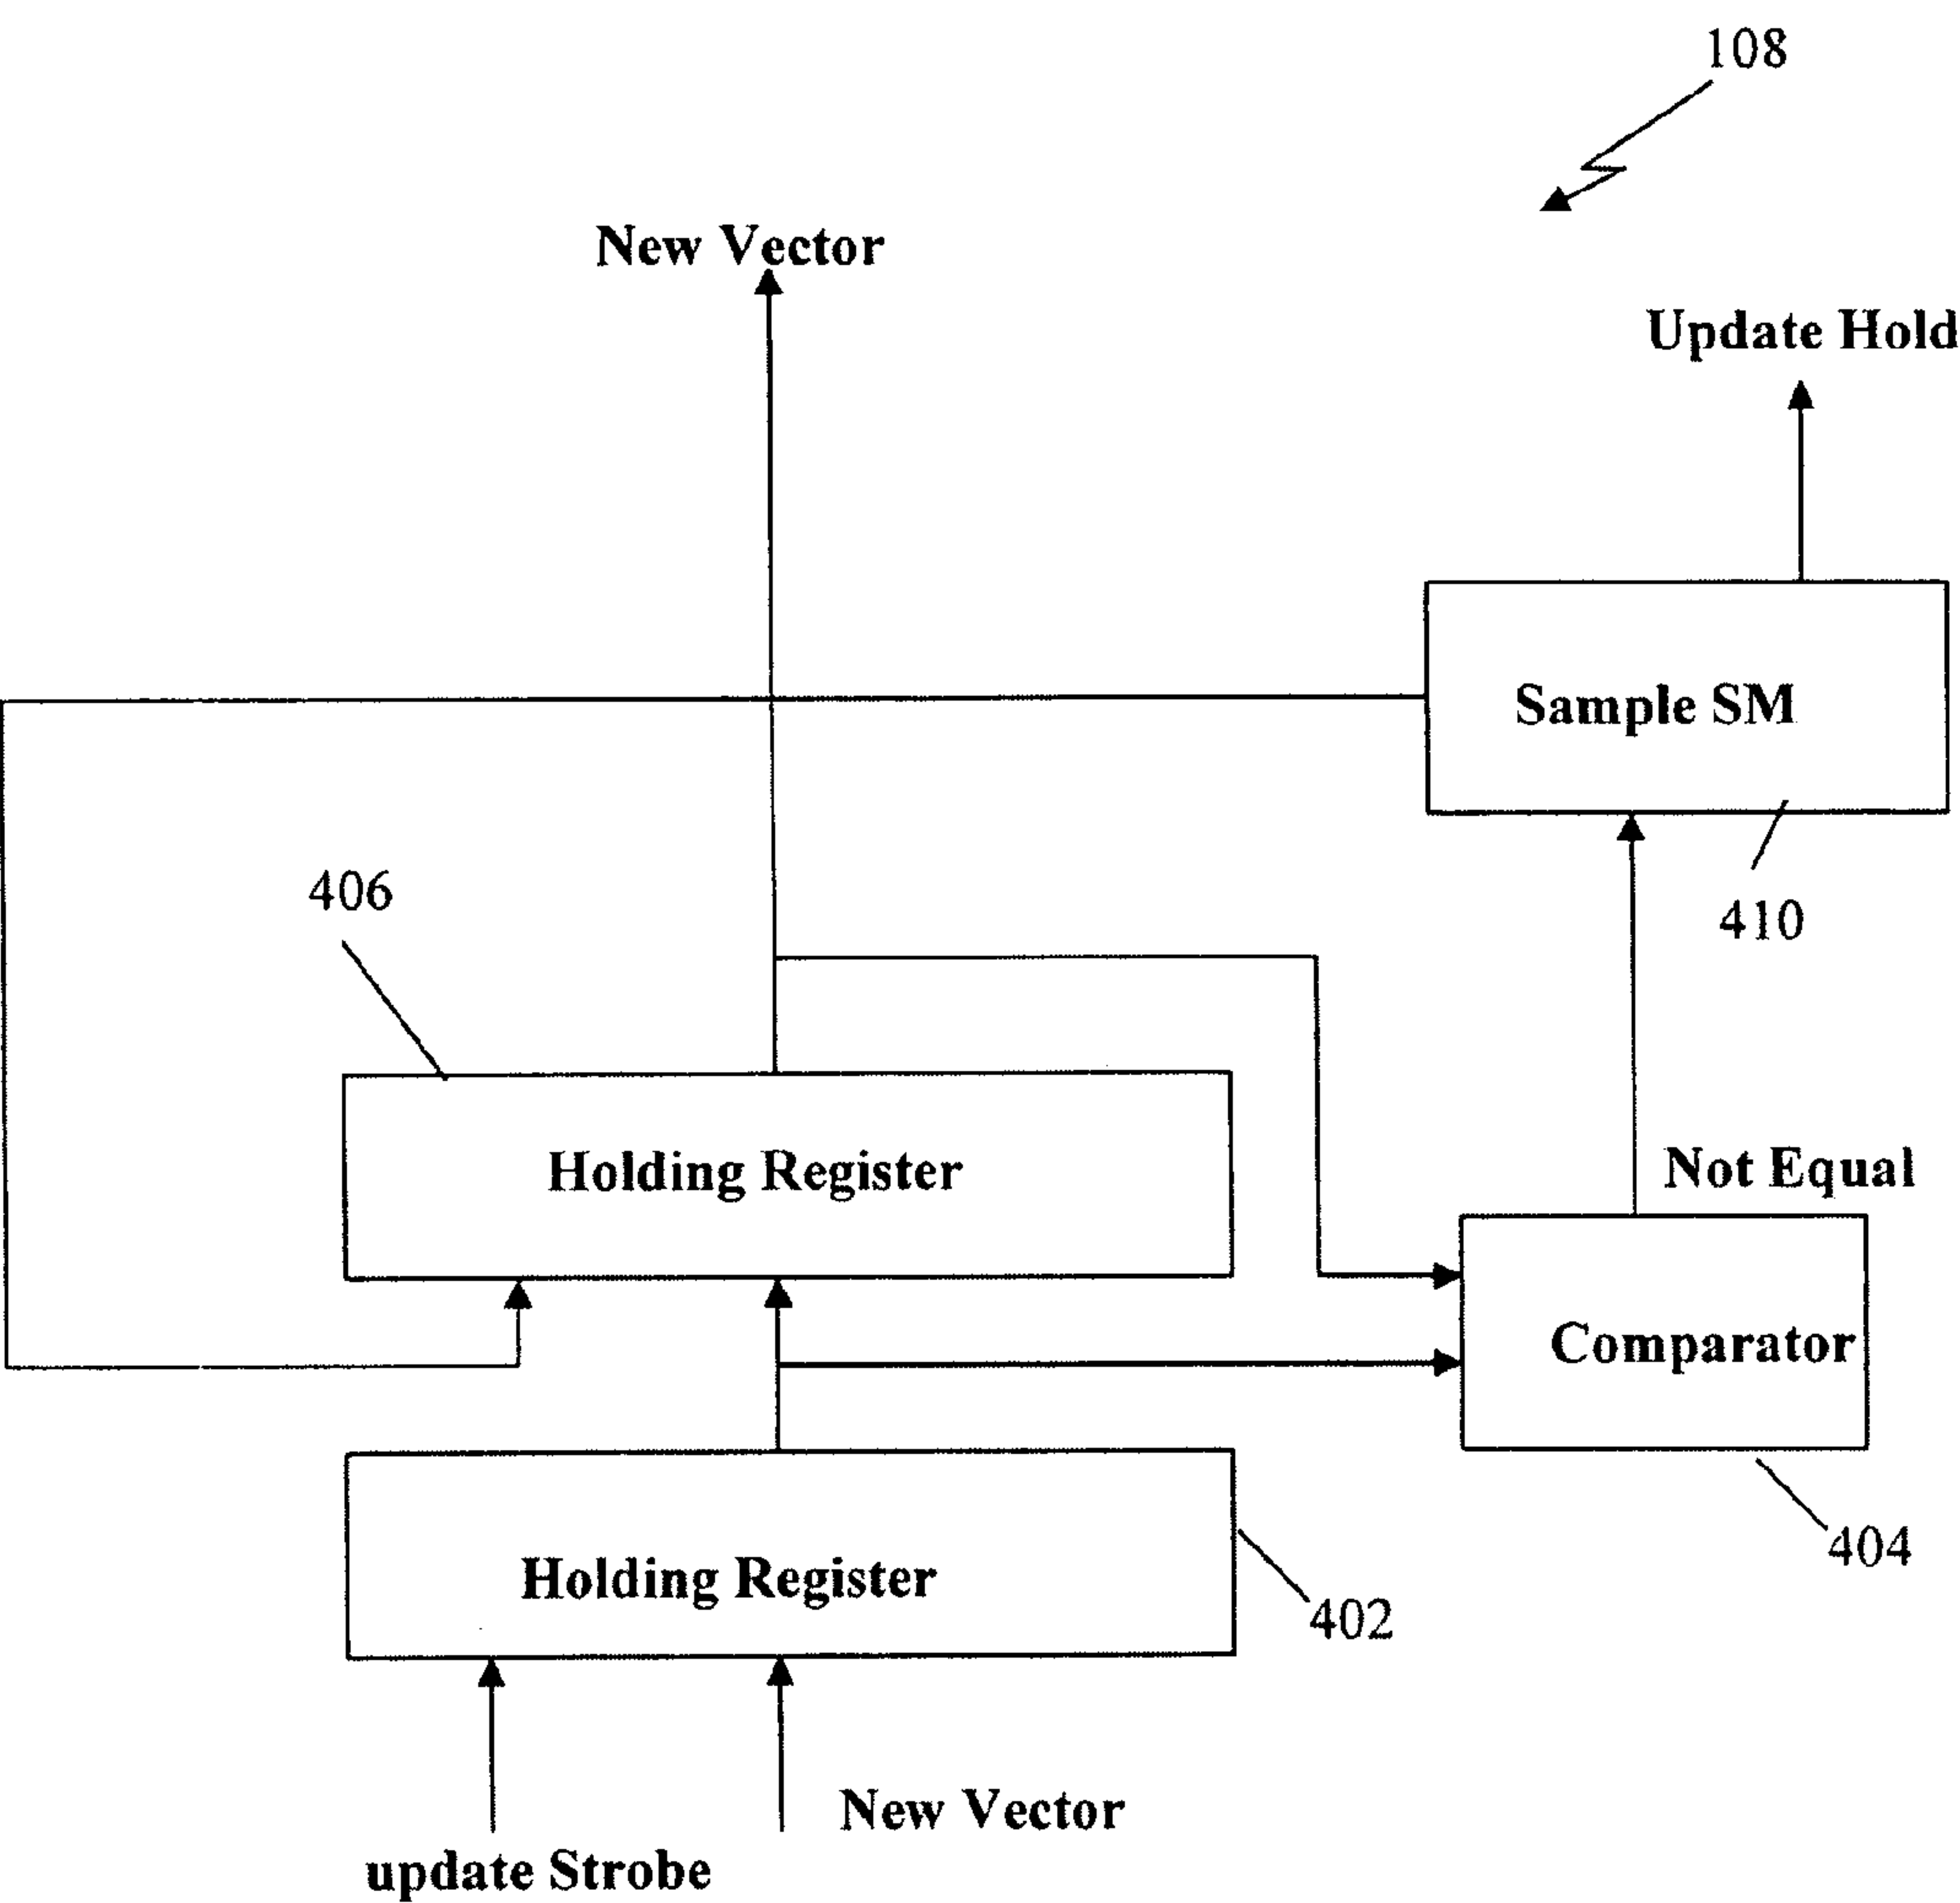 108
New Vector
Update Hold
Sample SM
406
410
Holding Register
Not Equal
Comparator
404
Holding Register
402
New Vector
update Strobe